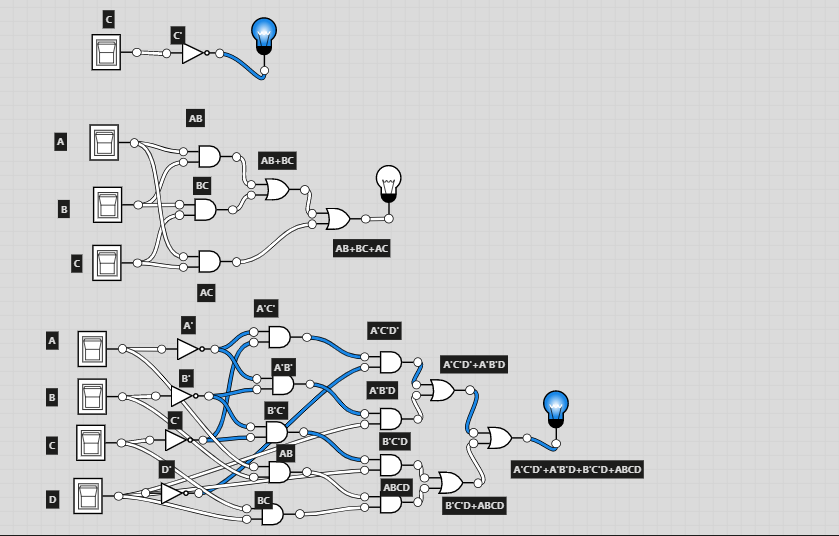 C
C'
AB
A
AB+BC
BC
B
AB+BC+AC
C
AC
A'C'
A'
A'C'D'
A
A'C'D'+A'B'D
A'B'
B'
A'B'D
B
B'C'
C'
B'C'D
C
AB
D'
A'C'D'+A'B'D+B'C'D+ABCD
ABCD
D
BC
B'C'D+ABCD